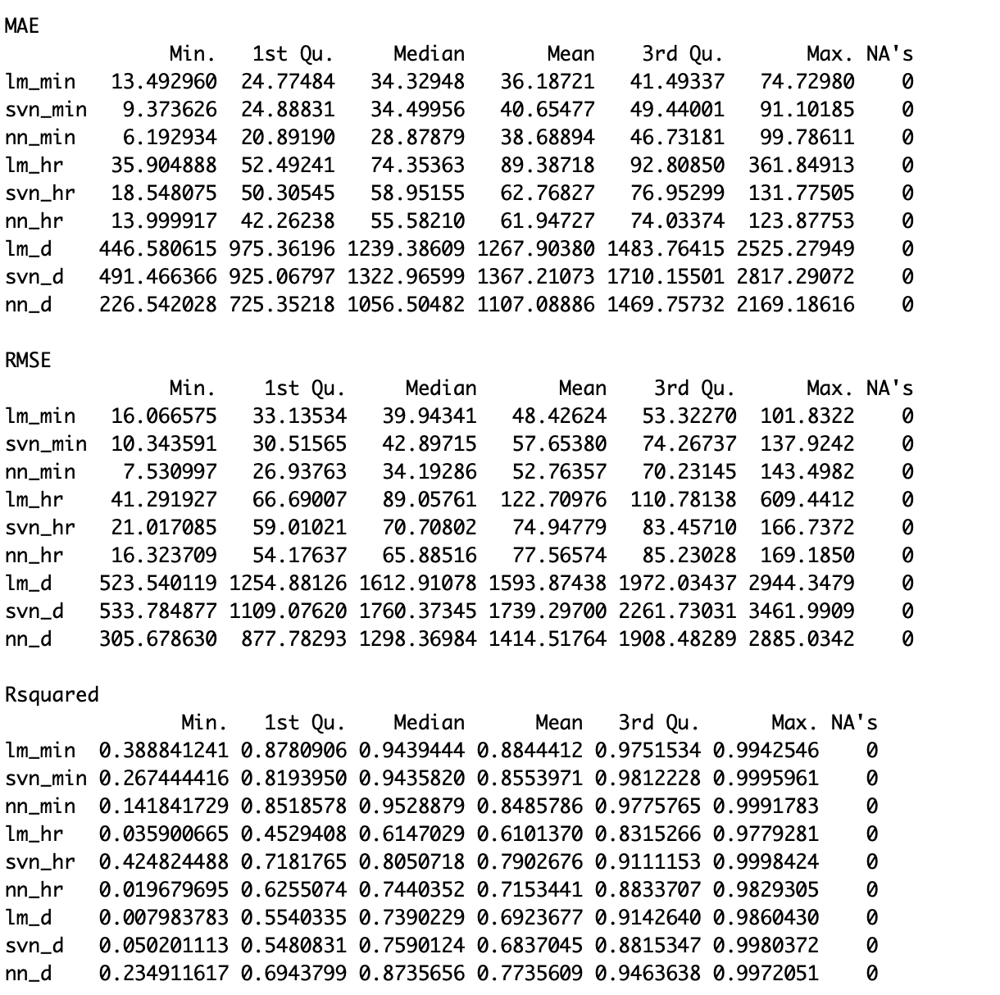 MAE
Min. 1st Qu. Median Mean 3rd Qu. Max. NA's
lm_min 13.492960 24.77484 34.32948 36.18721 41.49337 74.72980 0
svn_min 9.373626 24.88831 34.49956 40.65477 49.44001 91.10185 0
nn_min 6.192934 20.89190 28.87879 38.68894 46.73181 99.78611 0
lm_hr 35.904888 52.49241 74.35363 89.38718 92.80850 361.84913 0
svn_hr 18.548075 50.30545 58.95155 62.76827 76.95299 131.77505 0
nn_hr 13.999917 42.26238 55.58210 61.94727 74.03374 123.87753 0
lm_d 446.580615 975.36196 1239.38609 1267.90380 1483.76415 2525.27949 0
svn_d 491.466366 925.06797 1322.96599 1367.21073 1710.15501 2817.29072 0
nn_d 226.542028 725.35218 1056.50482 1107.08886 1469.75732 2169.18616 0
RMSE
Min. 1st Qu. Median Mean 3rd Qu. Max. NA's
lm_min 16.066575 33.13534 39.94341 48.42624 53.32270 101.8322 0
svn_min 10.343591 30.51565 42.89715 57.65380 74.26737 137.9242 0
nn_min 7.530997 26.93763 34.19286 52.76357 70.23145 143.4982 0
lm_hr 41.291927 66.69007 89.05761 122.70976 110.78138 609.4412 0
svn_hr 21.017085 59.01021 70.70802 74.94779 83.45710 166.7372 0
nn_hr 16.323709 54.17637 65.88516 77.56574 85.23028 169.1850 0
lm_d 523.540119 1254.88126 1612.91078 1593.87438 1972.03437 2944.3479 0
svn_d 533.784877 1109.07620 1760.37345 1739.29700 2261.73031 3461.9909 0
nn_d 305.678630 877.78293 1298.36984 1414.51764 1908.48289 2885.0342 0
Rsquared
Min. 1st Qu. Median Mean 3rd Qu. Max. NA's
lm_min 0.388841241 0.8780906 0.9439444 0.8844412 0.9751534 0.9942546 0
svn_min 0.267444416 0.8193950 0.9435820 0.8553971 0.9812228 0.9995961 0
nn_min 0.141841729 0.8518578 0.9528879 0.8485786 0.9775765 0.9991783 0
lm_hr 0.035900665 0.4529408 0.6147029 0.6101370 0.8315266 0.9779281 0
svn_hr 0.424824488 0.7181765 0.8050718 0.7902676 0.9111153 0.9998424 0
nn_hr 0.019679695 0.6255074 0.7440352 0.7153441 0.8833707 0.9829305 0
lm_d 0.007983783 0.5540335 0.7390229 0.6923677 0.9142640 0.9860430 0
svn_d 0.050201113 0.5480831 0.7590124 0.6837045 0.8815347 0.9980372 0
nn_d 0.234911617 0.6943799 0.8735656 0.7735609 0.9463638 0.9972051 0